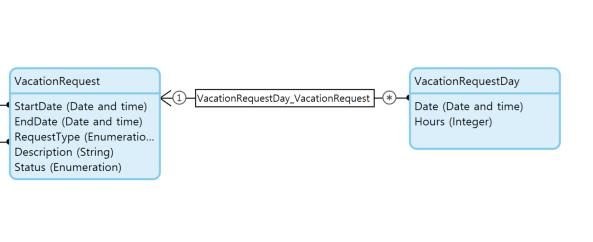 VacationRequest
StartDate (Date and time)
EndDate (Date and time)
RequestType (Enumeratio...
Description (String)
Status (Enumeration)
1
VacationRequestDay_VacationRequest
*
VacationRequestDay
Date (Date and time)
Hours (Integer)